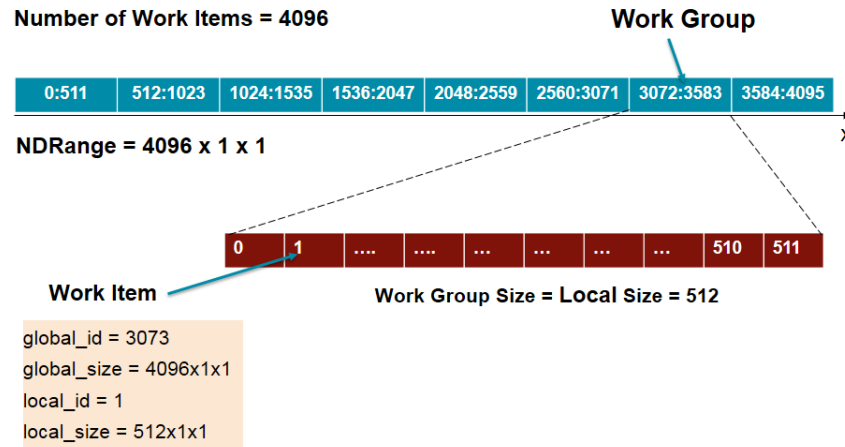 Number of Work Items = 4096
Work Group
0:511 512:1023 1024:1535 1536:2047 2048:2559 2560:3071 3072:3583 3584:4095
X
NDRange = 4096 x 1 x 1
0 1 .... .... ... ... ... ... 510 511
Work Item
Work Group Size = Local Size = 512
global_id = 3073
global_size = 4096x1x1
local_id = 1
local_size = 512x1x1